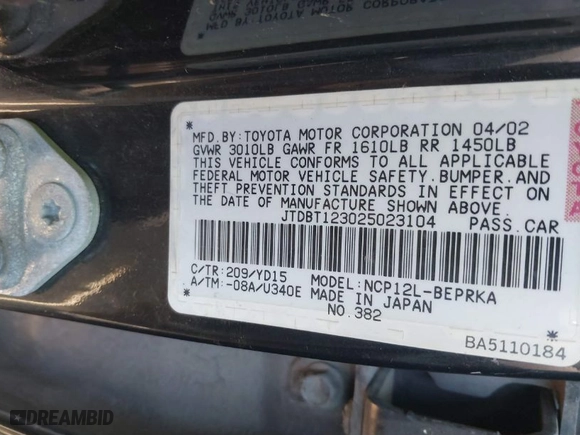 MFD. BY: TOYOTA MOTOR CORPORATION 04/02
GVWR 3010LB GAWR FR 1610LB RR 1450LB
THIS VEHICLE CONFORMS TO ALL APPLICABLE
FEDERAL MOTOR VEHICLE SAFETY. BUMPER. AND
THEFT PREVENTION STANDARDS IN EFFECT ON
THE DATE OF MANUFACTURE SHOWN ABOVE.
JTDBT123025023104 PASS. CAR
C/TR: 209/YD15 MODEL: NCP12L-BEPRKA
A/TM: -08A/U340E MADE IN JAPAN
NO. 382
BA5110184
DREAMBID